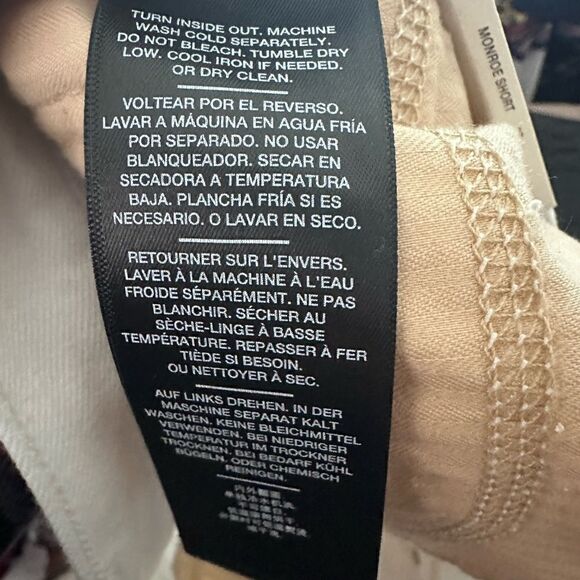 TURN INSIDE OUT. MACHINE
WASH COLD SEPARATELY.
DO NOT BLEACH. TUMBLE DRY
LOW. COOL IRON IF NEEDED.
OR DRY CLEAN.
VOLTEAR POR EL REVERSO.
LAVAR A MÁQUINA EN AGUA FRÍA
POR SEPARADO. NO USAR
BLANQUEADOR. SECAR EN
SECADORA A TEMPERATURA
BAJA. PLANCHA FRÍA SI ES
NECESARIO. O LAVAR EN SECO.
RETOURNER SUR L'ENVERS.
LAVER À LA MACHINE À L'EAU
FROIDE SÉPARÉMENT. NE PAS
BLANCHIR. SÉCHER AU
SÈCHE-LINGE À BASSE
TEMPÉRATURE. REPASSER À FER
TIÈDE SI BESOIN.
OU NETTOYER À SEC.
AUF LINKS DREHEN. IN DER
MASCHINE SEPARAT KALT
WASCHEN. KEINE BLEICHMITTEL
VERWENDEN. BEI NIEDRIGER
TEMPERATUR IM TROCKNER
TROCKNEN. BEI BEDARF KÜHL
BÜGELN. ODER CHEMISCH
REINIGEN.
MONROE SHORT